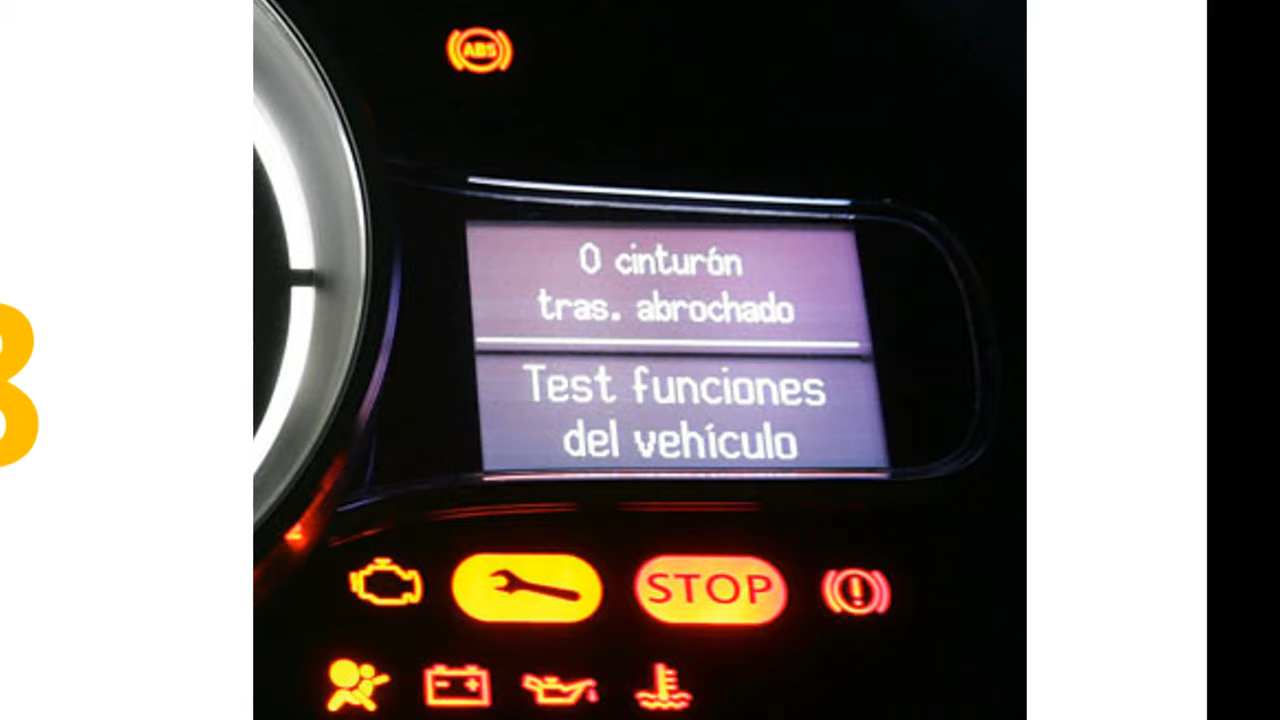 ABS
0 cinturón
tras. abrochado
Test funciones
del vehículo
STOP